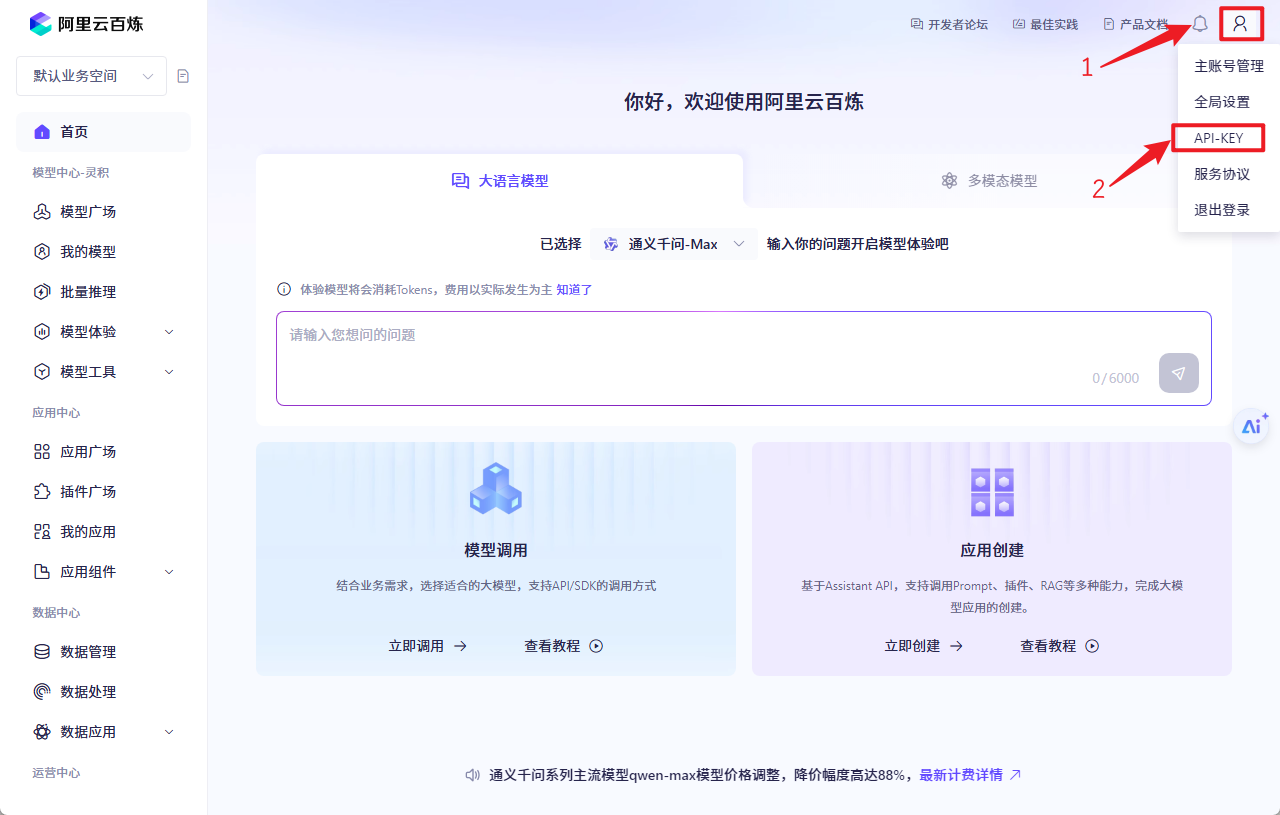 阿里云百炼
开发者论坛
最佳实践
产品文档
默认业务空间
首页
模型中心-灵积
模型广场
我的模型
批量推理
模型体验
模型工具
应用中心
应用广场
插件广场
我的应用
应用组件
数据中心
数据管理
数据处理
数据应用
运营中心
1
主账号管理
全局设置
API-KEY
服务协议
退出登录
2
你好，欢迎使用阿里云百炼
大语言模型
多模态模型
已选择 通义千问-Max 输入你的问题开启模型体验吧
体验模型将会消耗Tokens，费用以实际发生为主 知道了
请输入您想问的问题
0/6000
Ai
模型调用
结合业务需求，选择适合的大模型，支持API/SDK的调用方式
立即调用
查看教程
应用创建
基于Assistant API，支持调用Prompt、插件、RAG等多种能力，完成大模
型应用的创建。
立即创建
查看教程
通义千问系列主流模型qwen-max模型价格调整，降价幅度高达88%，最新计费详情